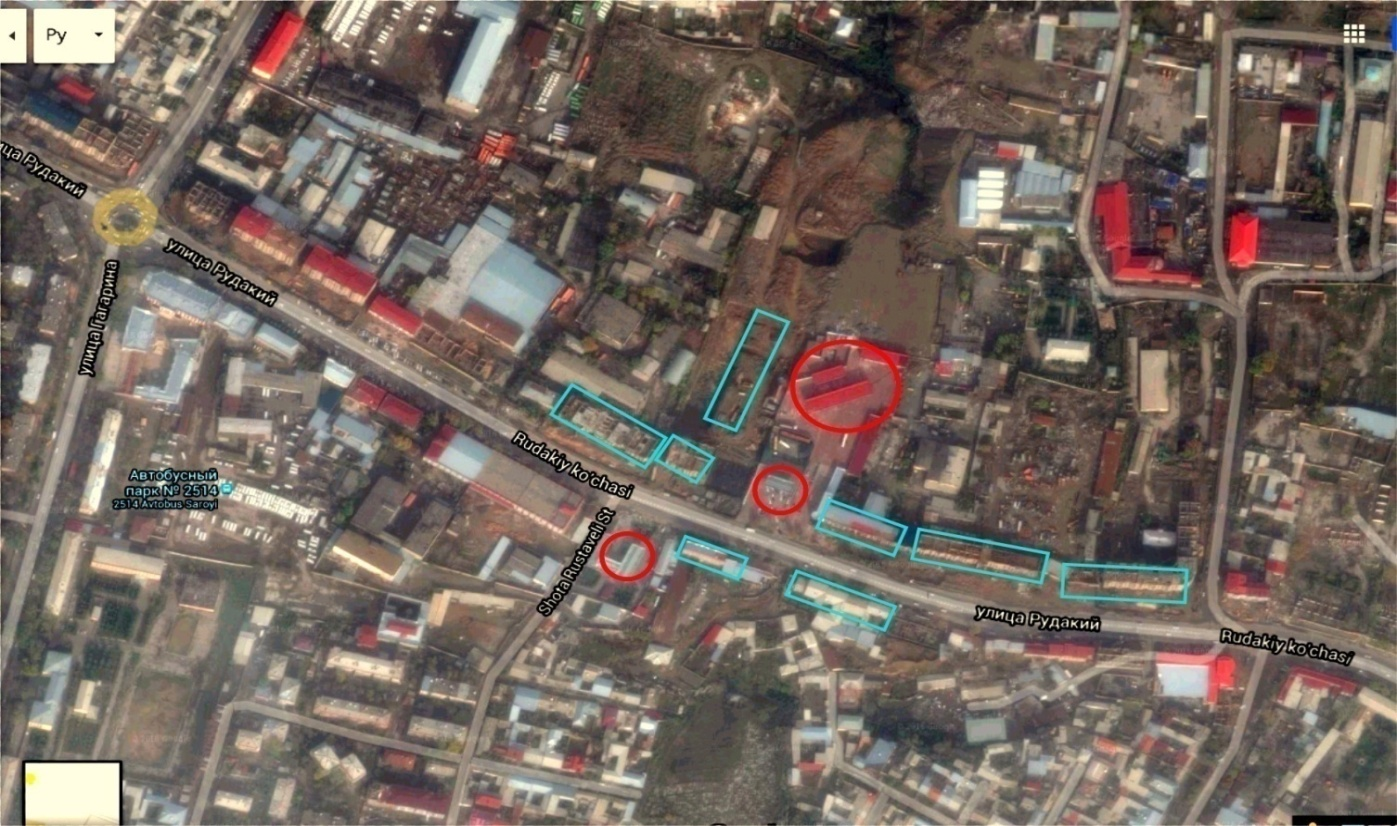 Ру
ица Рудакий
улица Рудакий
улица Гагарина
Автобусный
парк № 2514
2514 Avtobus Saroyi
Rudakiy ko'chasi
Shota Rustaveli St
улица Рудакий
Rudakiy ko'chasi